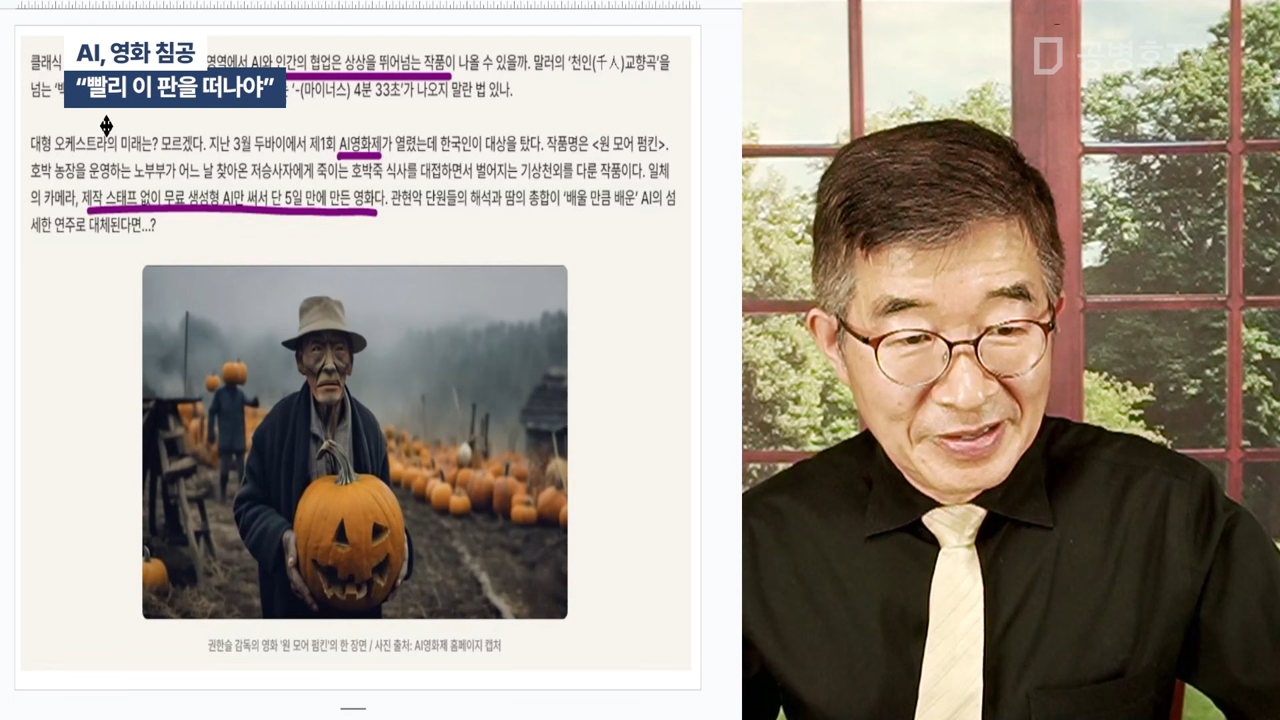 AI, 영화 침공
“빨리 이 판을 떠나야”
클래식 영역에서 AI와 인간의 협업은 상상을 뛰어넘는 작품이 나올 수 있을까. 말러의 ‘천인(千人)교향곡’을
넘는 ‘ ‘-(마이너스) 4분 33초’가 나오지 말란 법 있나.
대형 오케스트라의 미래는? 모르겠다. 지난 3월 두바이에서 제1회 AI영화제가 열렸는데 한국인이 대상을 탔다. 작품명은 <원 모어 펌킨>.
호박 농장을 운영하는 노부부가 어느 날 찾아온 저승사자에게 죽이는 호박죽 식사를 대접하면서 벌어지는 기상천외를 다룬 작품이다. 일체
의 카메라, 제작 스태프 없이 무료 생성형 AI만 써서 단 5일 만에 만든 영화다. 관현악 단원들의 해석과 땀의 총합이 ‘배울 만큼 배운’ AI의 섬
세한 연주로 대체된다면...?
권한슬 감독의 영화 '원 모어 펌킨'의 한 장면 / 사진 출처: AI영화제 홈페이지 캡처
공병호